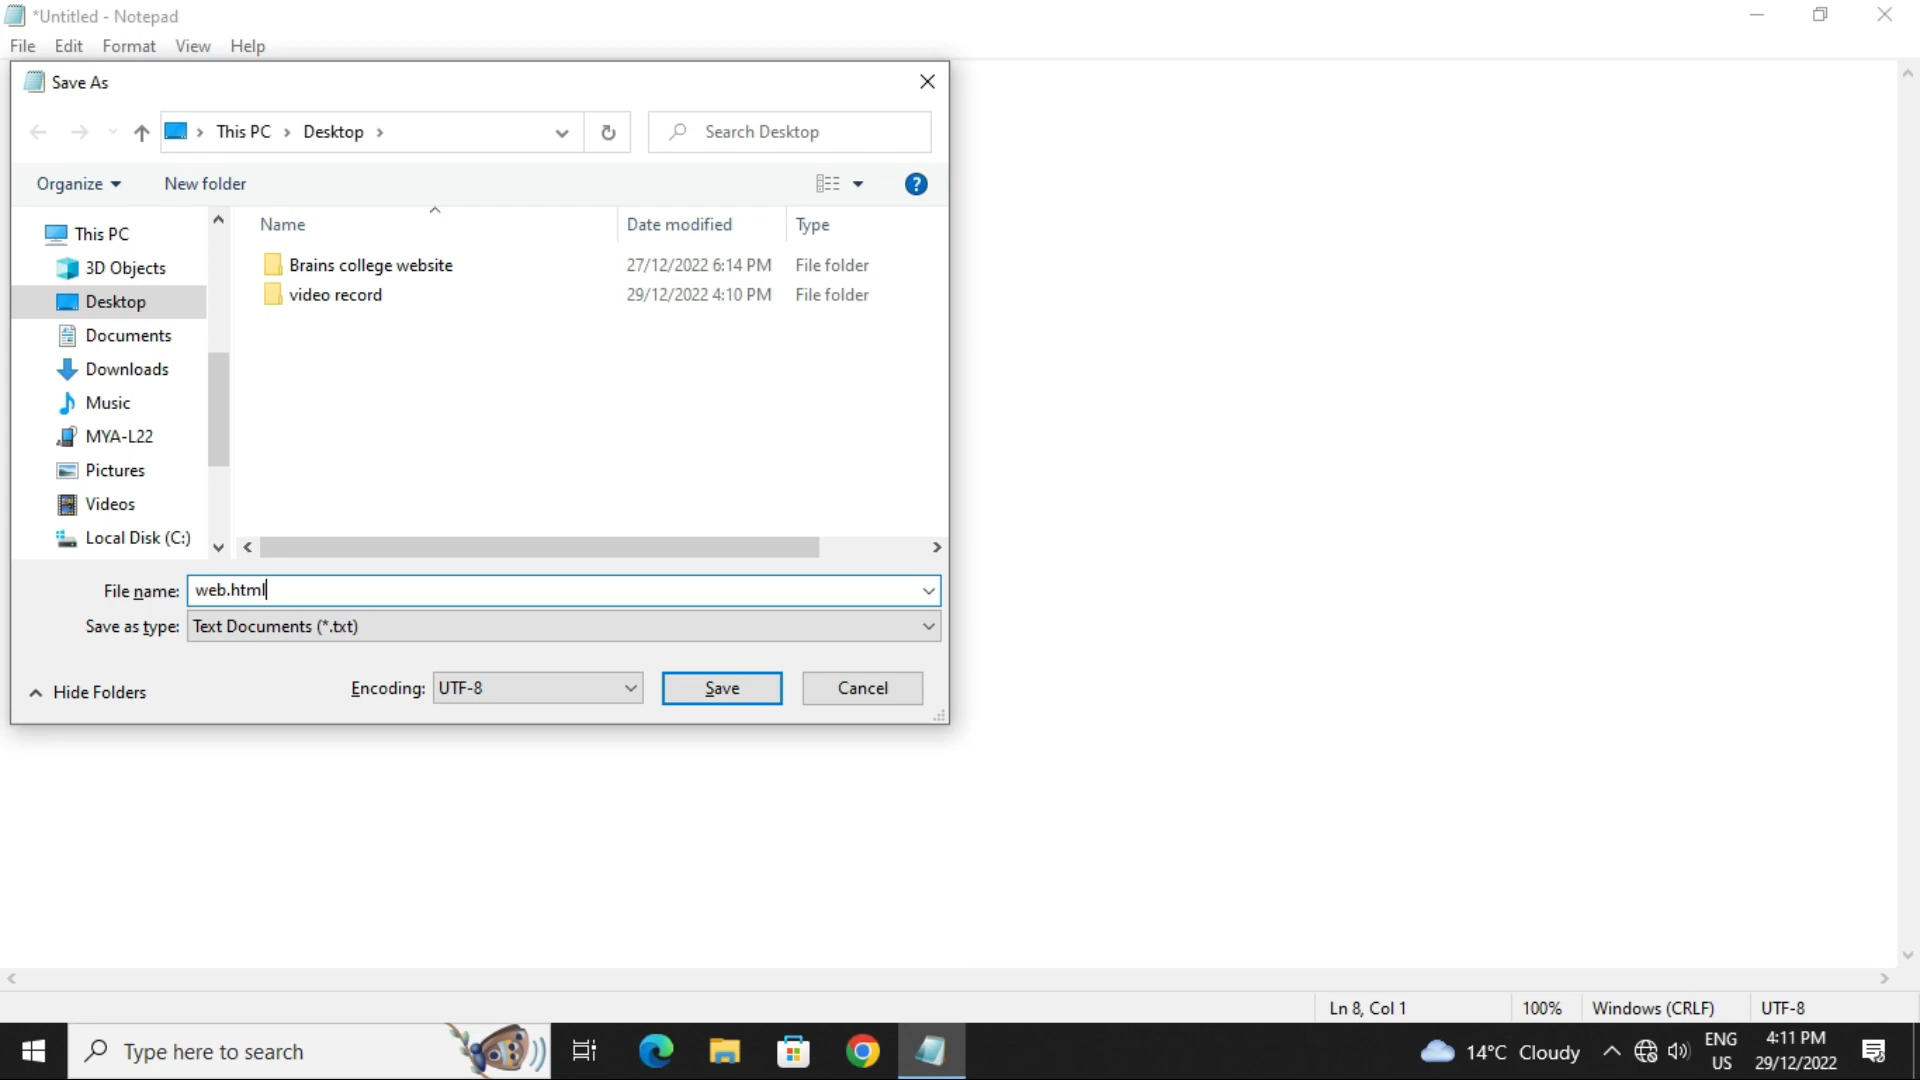 *Untitled - Notepad
File Edit Format View Help
Save As
This PC Desktop
Search Desktop
Organize New folder
Name Date modified Type
Brains college website 27/12/2022 6:14 PM File folder
video record 29/12/2022 4:10 PM File folder
This PC
3D Objects
Desktop
Documents
Downloads
Music
MYA-L22
Pictures
Videos
Local Disk (C:)
File name: web.html
Save as type: Text Documents (*.txt)
Hide Folders Encoding: UTF-8 Save Cancel
Ln 8, Col 1 100% Windows (CRLF) UTF-8
Type here to search
14°C Cloudy
ENG
US
4:11 PM
29/12/2022